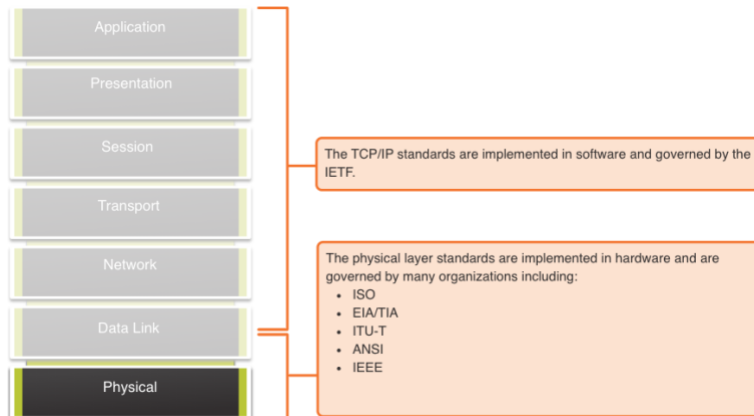 Application
Presentation
Session
Transport
Network
Data Link
Physical
The TCP/IP standards are implemented in software and governed by the
IETF.
The physical layer standards are implemented in hardware and are
governed by many organizations including:
• ISO
• EIA/TIA
• ITU-T
• ANSI
• IEEE